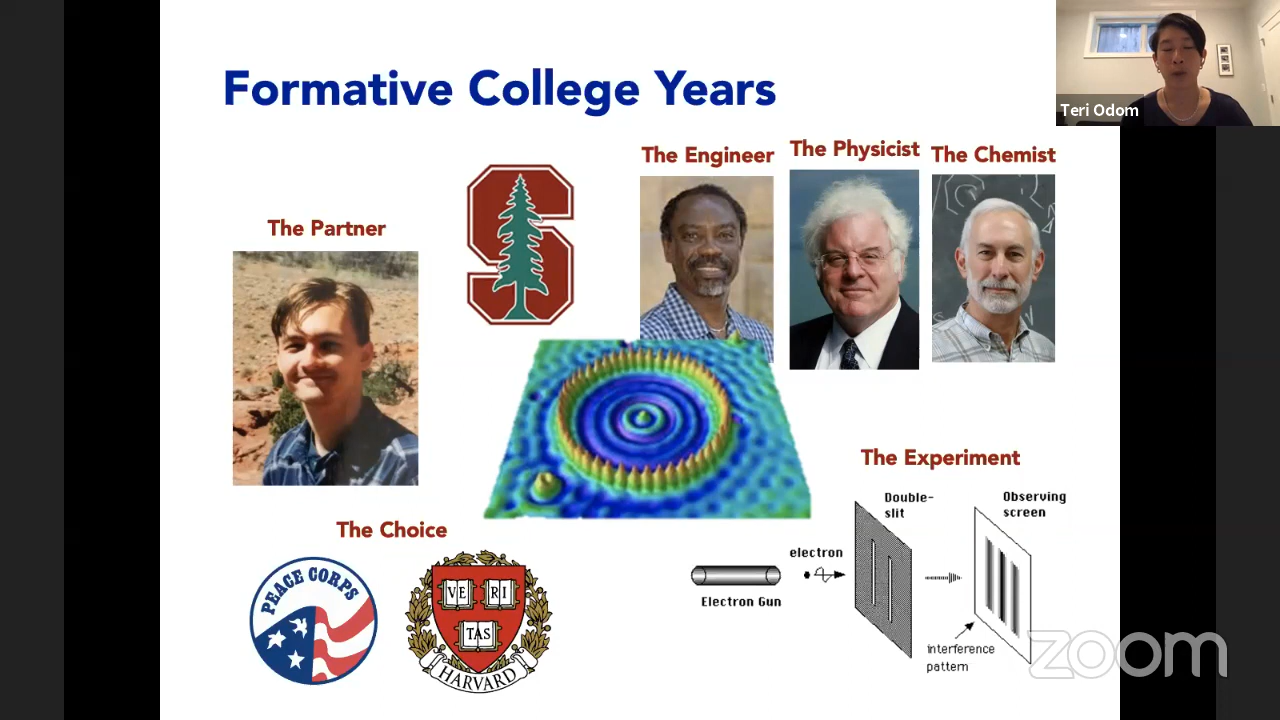 Formative College Years
Teri Odom
The Engineer
The Physicist
The Chemist
The Partner
The Experiment
Double-
slit
Observing
screen
electron
Electron Gun
interference
pattern
The Choice
PEACE CORPS
VE RI
TAS
HARVARD
zoom